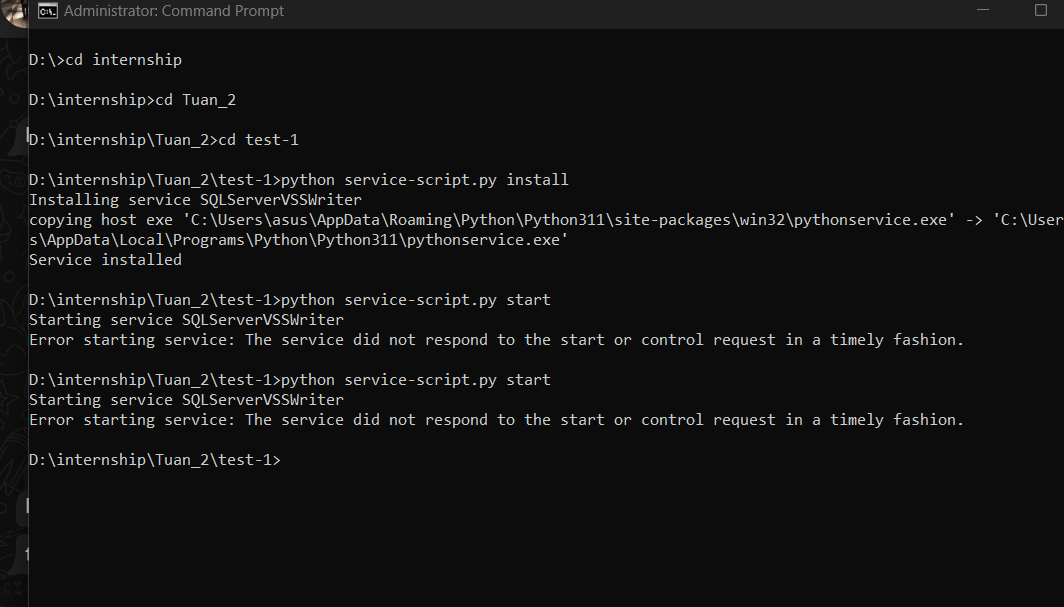 Administrator: Command Prompt
D:\>cd internship
D:\internship>cd Tuan_2
D:\internship\Tuan_2>cd test-1
D:\internship\Tuan_2\test-1>python service-script.py install
Installing service SQLServerVSSWriter
copying host exe 'C:\Users\asus\AppData\Roaming\Python\Python311\site-packages\win32\pythonservice.exe' -> 'C:\User
s\AppData\Local\Programs\Python\Python311\pythonservice.exe'
Service installed
D:\internship\Tuan_2\test-1>python service-script.py start
Starting service SQLServerVSSWriter
Error starting service: The service did not respond to the start or control request in a timely fashion.
D:\internship\Tuan_2\test-1>python service-script.py start
Starting service SQLServerVSSWriter
Error starting service: The service did not respond to the start or control request in a timely fashion.
D:\internship\Tuan_2\test-1>